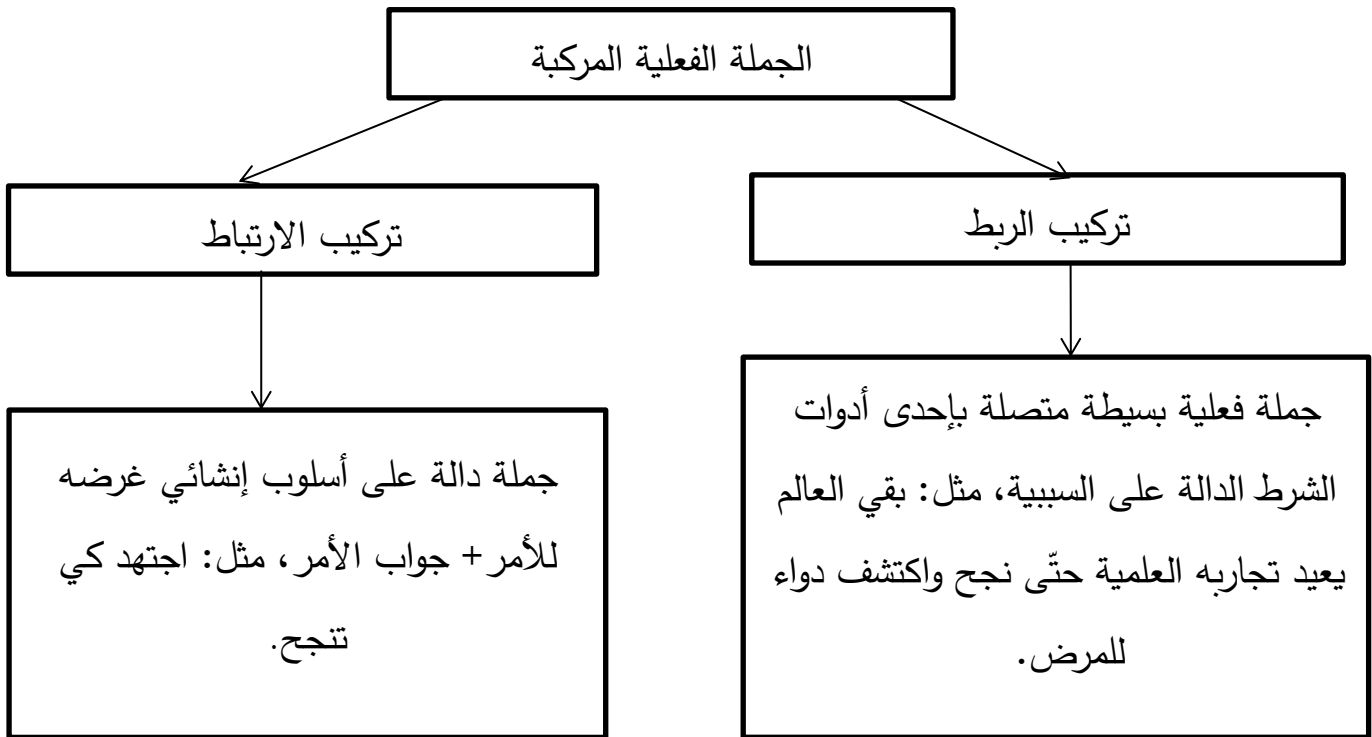 الجملة الفعلية المركبة
تركيب الربط
تركيب الارتباط
جملة فعلية بسيطة متصلة بإحدى أدوات
الشرط الدالة على السببية، مثل: بقي العالم
يعيد تجاربه العلمية حتّى نجح واكتشف دواء
للمرض.
جملة دالة على أسلوب إنشائي غرضه
للأمر+ جواب الأمر، مثل: اجتهد كي
تنجح.